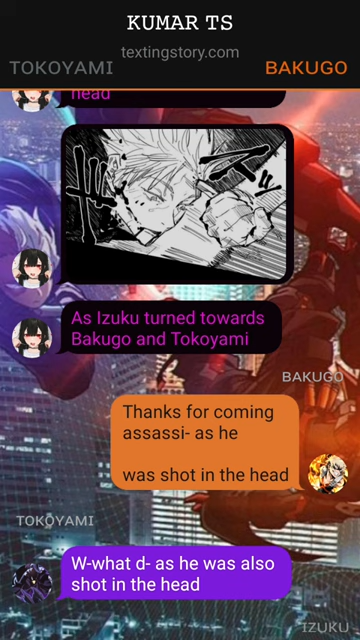 KUMAR TS
textingstory.com
TOKOYAMI
BAKUGO
head
As Izuku turned towards
Bakugo and Tokoyami
BAKUGO
Thanks for coming
assassi- as he
was shot in the head
TOKOYAMI
W-what d- as he was also
shot in the head
IZUKU